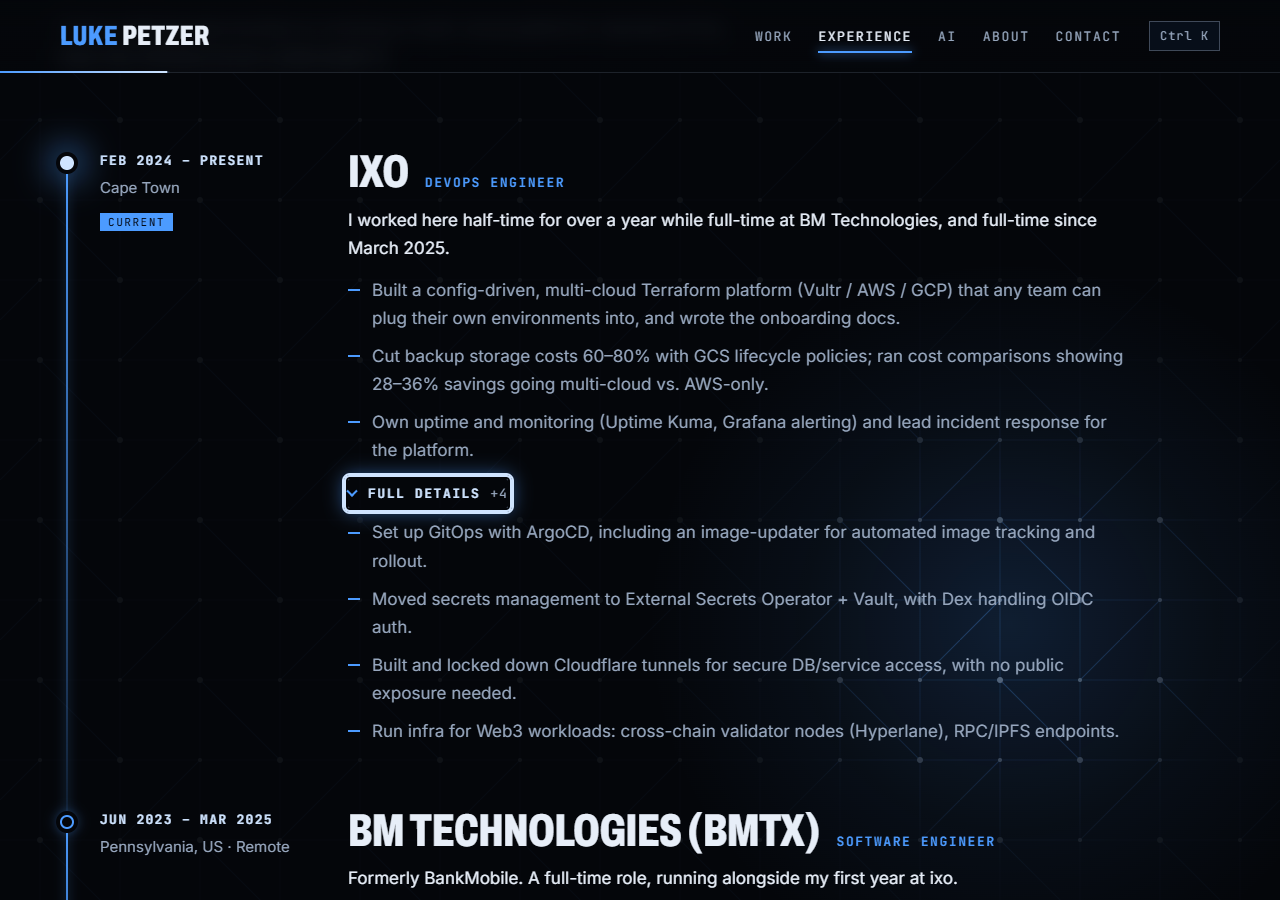 LUKE PETZER
WORK EXPERIENCE AI ABOUT CONTACT Ctrl K
FEB 2024 – PRESENT
Cape Town
CURRENT
IXO DEVOPS ENGINEER
I worked here half-time for over a year while full-time at BM Technologies, and full-time since
March 2025.
Built a config-driven, multi-cloud Terraform platform (Vultr / AWS / GCP) that any team can
plug their own environments into, and wrote the onboarding docs.
Cut backup storage costs 60–80% with GCS lifecycle policies; ran cost comparisons showing
28–36% savings going multi-cloud vs. AWS-only.
Own uptime and monitoring (Uptime Kuma, Grafana alerting) and lead incident response for
the platform.
FULL DETAILS +4
Set up GitOps with ArgoCD, including an image-updater for automated image tracking and
rollout.
Moved secrets management to External Secrets Operator + Vault, with Dex handling OIDC
auth.
Built and locked down Cloudflare tunnels for secure DB/service access, with no public
exposure needed.
Run infra for Web3 workloads: cross-chain validator nodes (Hyperlane), RPC/IPFS endpoints.
JUN 2023 – MAR 2025
Pennsylvania, US · Remote
BM TECHNOLOGIES (BMTX) SOFTWARE ENGINEER
Formerly BankMobile. A full-time role, running alongside my first year at ixo.